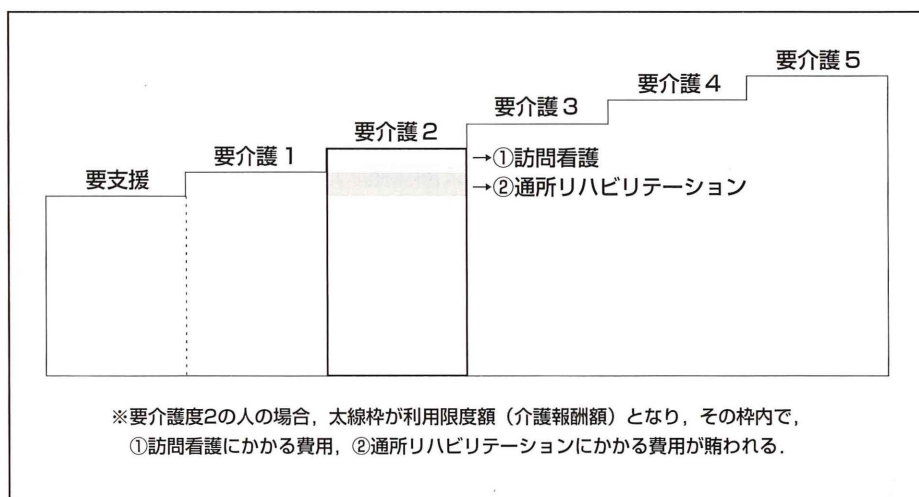 要介護5
要介護4
要介護3
要介護2
要介護1
要支援
→①訪問看護
→②通所リハビリテーション
※要介護度2の人の場合，太線枠が利用限度額（介護報酬額）となり，その枠内で，
①訪問看護にかかる費用，②通所リハビリテーションにかかる費用が賄われる．